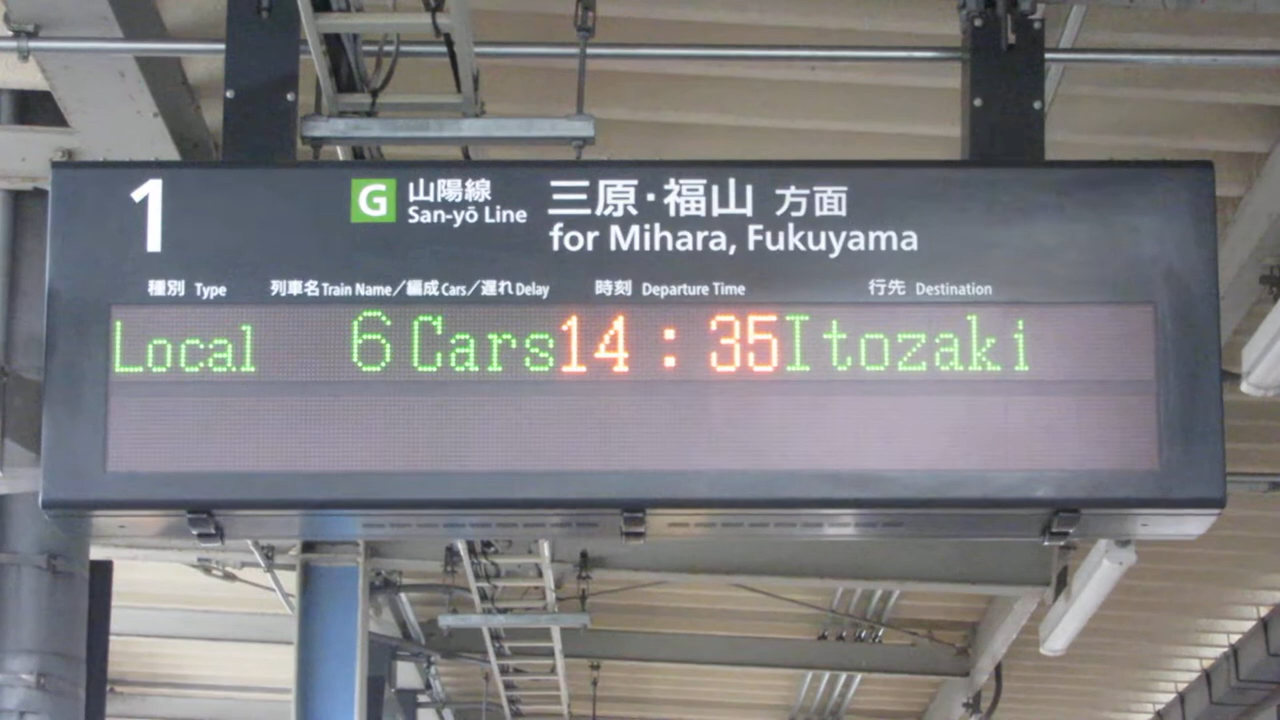 1 G 山陽線 三原・福山 方面
San-yō Line for Mihara, Fukuyama
種別 Type 列車名 Train Name／編成 Cars／遅れ Delay 時刻 Departure Time 行先 Destination
Local 6 Cars 14:35 Itozaki